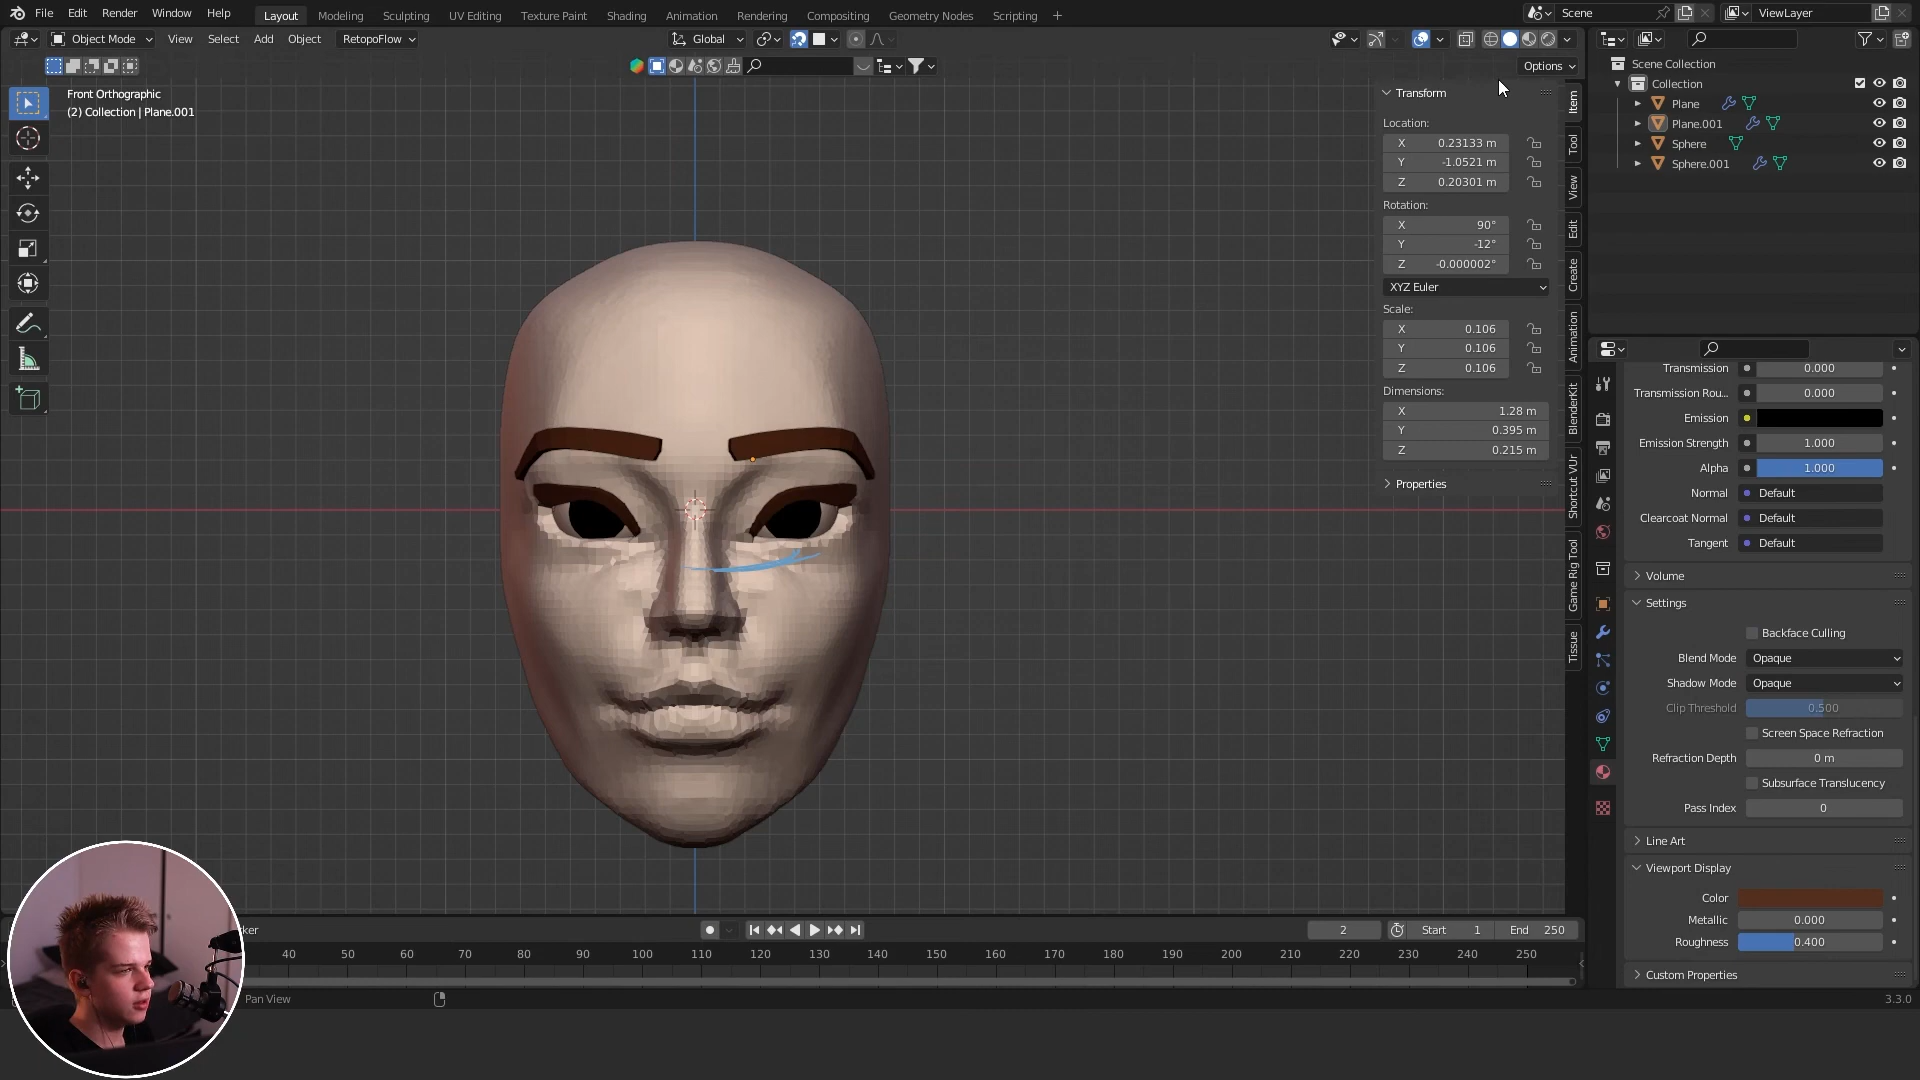 File Edit Render Window Help Layout Modeling Sculpting UV Editing Texture Paint Shading Animation Rendering Compositing Geometry Nodes Scripting + Scene ViewLayer
Object Mode View Select Add Object RetopoFlow Global
Options
Front Orthographic
(2) Collection | Plane.001
Transform
Location:
X 0.23133 m
Y -1.0521 m
Z 0.20301 m
Rotation:
X 90°
Y -12°
Z -0.000002°
XYZ Euler
Scale:
X 0.106
Y 0.106
Z 0.106
Dimensions:
X 1.28 m
Y 0.395 m
Z 0.215 m
Properties
Item
Tool
View
Edit
Create
Animation
BlenderKit
Shortcut VUr
Game Rig Tool
Tissue
Scene Collection
Collection
Plane
Plane.001
Sphere
Sphere.001
Transmission 0.000
Transmission Rou... 0.000
Emission
Emission Strength 1.000
Alpha 1.000
Normal Default
Clearcoat Normal Default
Tangent Default
Volume
Settings
Backface Culling
Blend Mode Opaque
Shadow Mode Opaque
Clip Threshold 0.500
Screen Space Refraction
Refraction Depth 0 m
Subsurface Translucency
Pass Index 0
Line Art
Viewport Display
Color
Metallic 0.000
Roughness 0.400
Custom Properties
ker 2 Start 1 End 250
40 50 60 70 80 90 100 110 120 130 140 150 160 170 180 190 200 210 220 230 240 250
Pan View
3.3.0